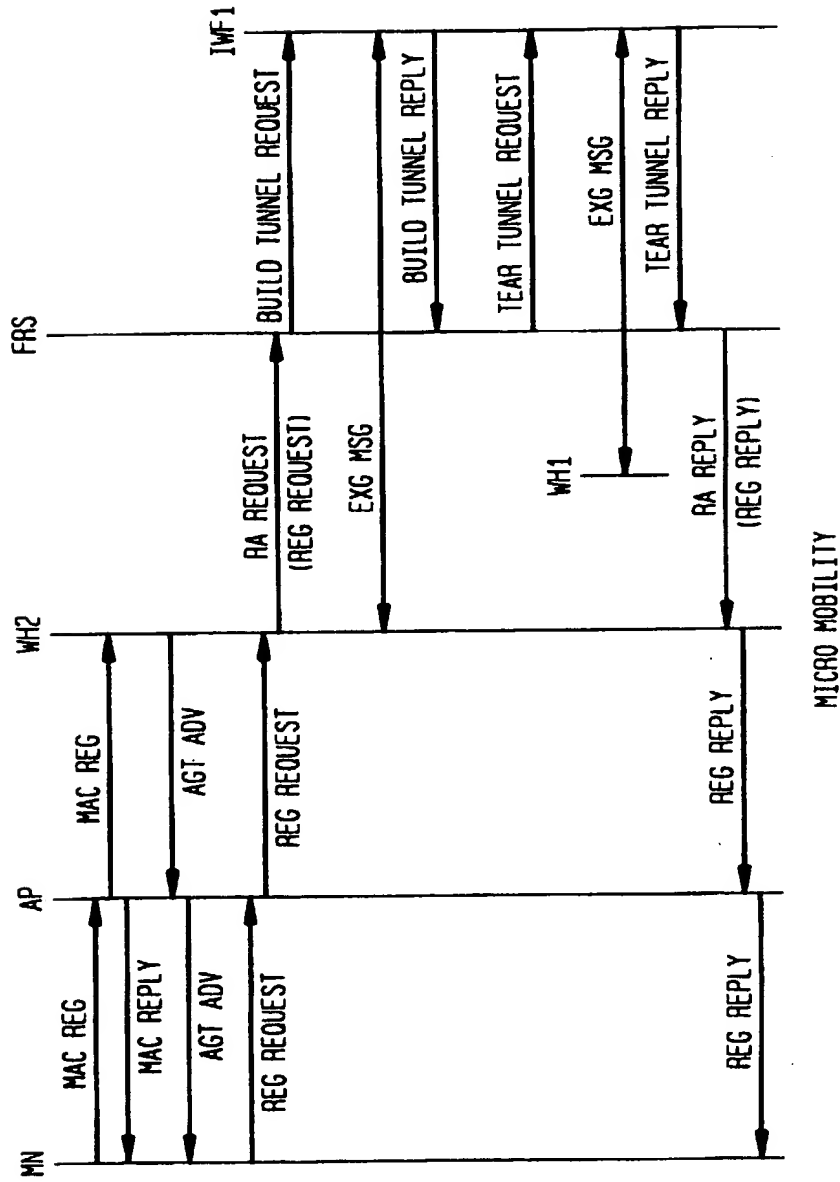 MN
AP
WH2
FRS
IWF1
MAC REG
MAC REG
MAC REPLY
AGT ADV
AGT ADV
REG REQUEST
REG REQUEST
RA REQUEST
(REG REQUEST)
BUILD TUNNEL REQUEST
EXG MSG
BUILD TUNNEL REPLY
TEAR TUNNEL REQUEST
WH1
EXG MSG
TEAR TUNNEL REPLY
RA REPLY
(REG REPLY)
REG REPLY
REG REPLY
MICRO MOBILITY